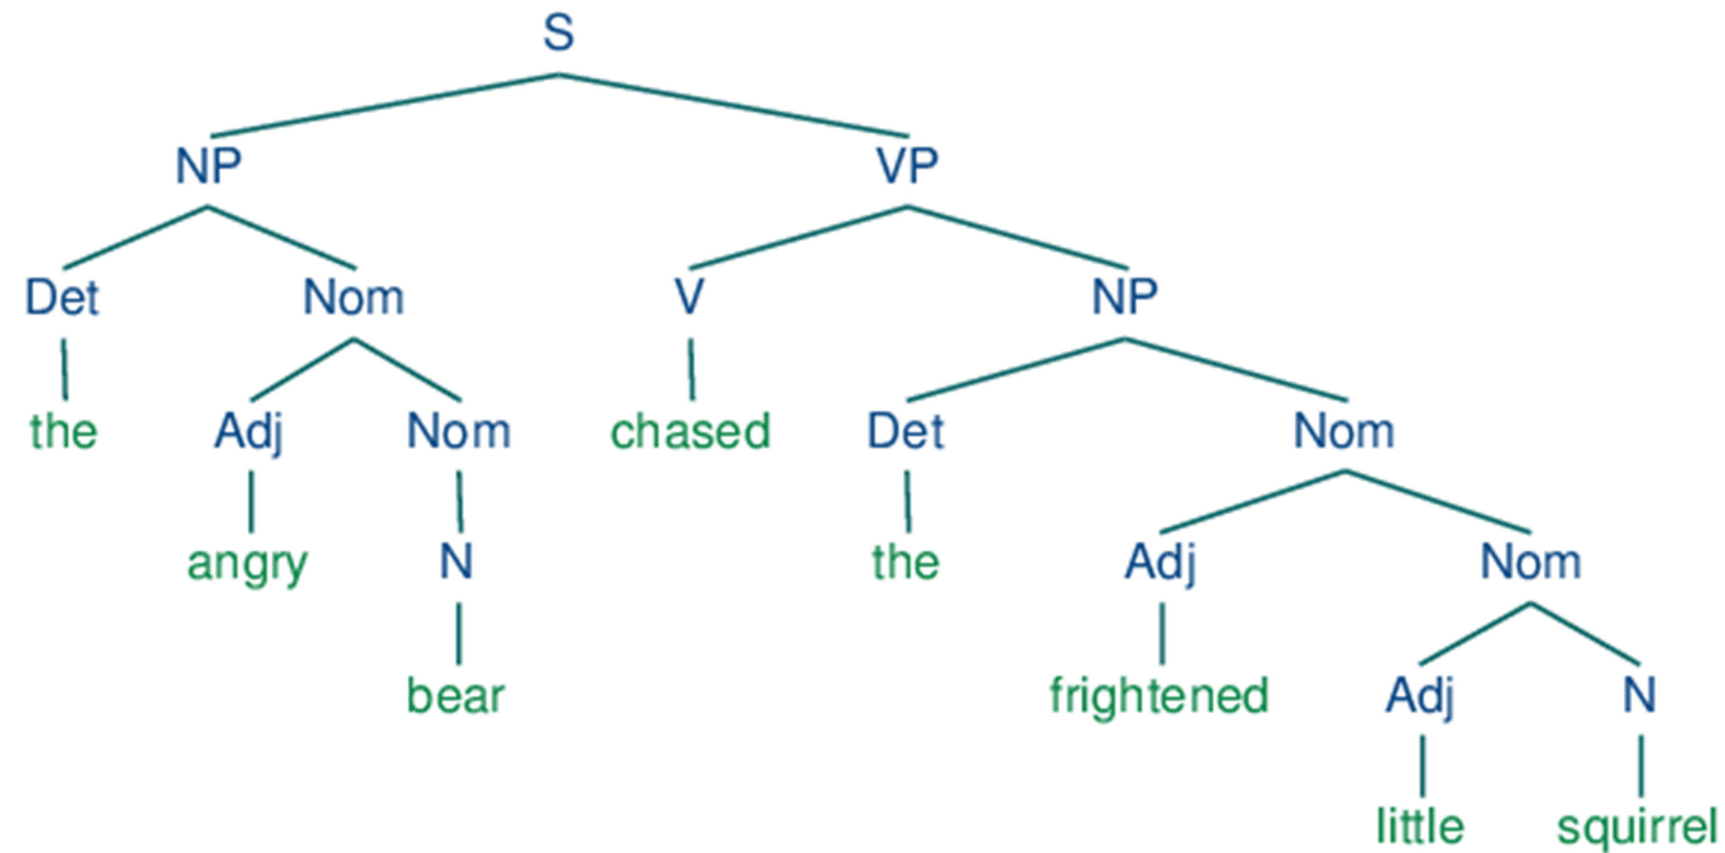 S
NP VP
Det Nom V NP
the Adj Nom chased Det Nom
angry N the Adj Nom
bear frightened Adj N
little squirrel